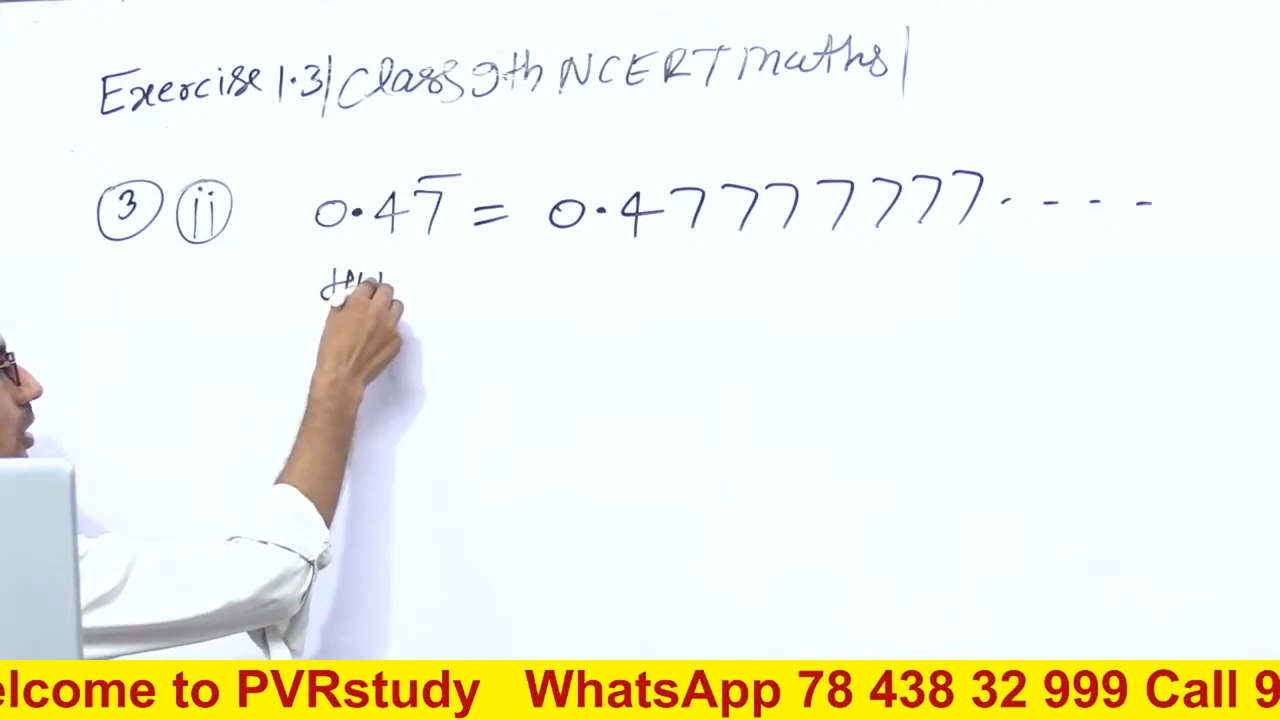 Exercise 1.3|Class 9th NCERT maths|
3 ii 0.47̅ = 0.47777777.....
elcome to PVRstudy WhatsApp 78 438 32 999 Call 9